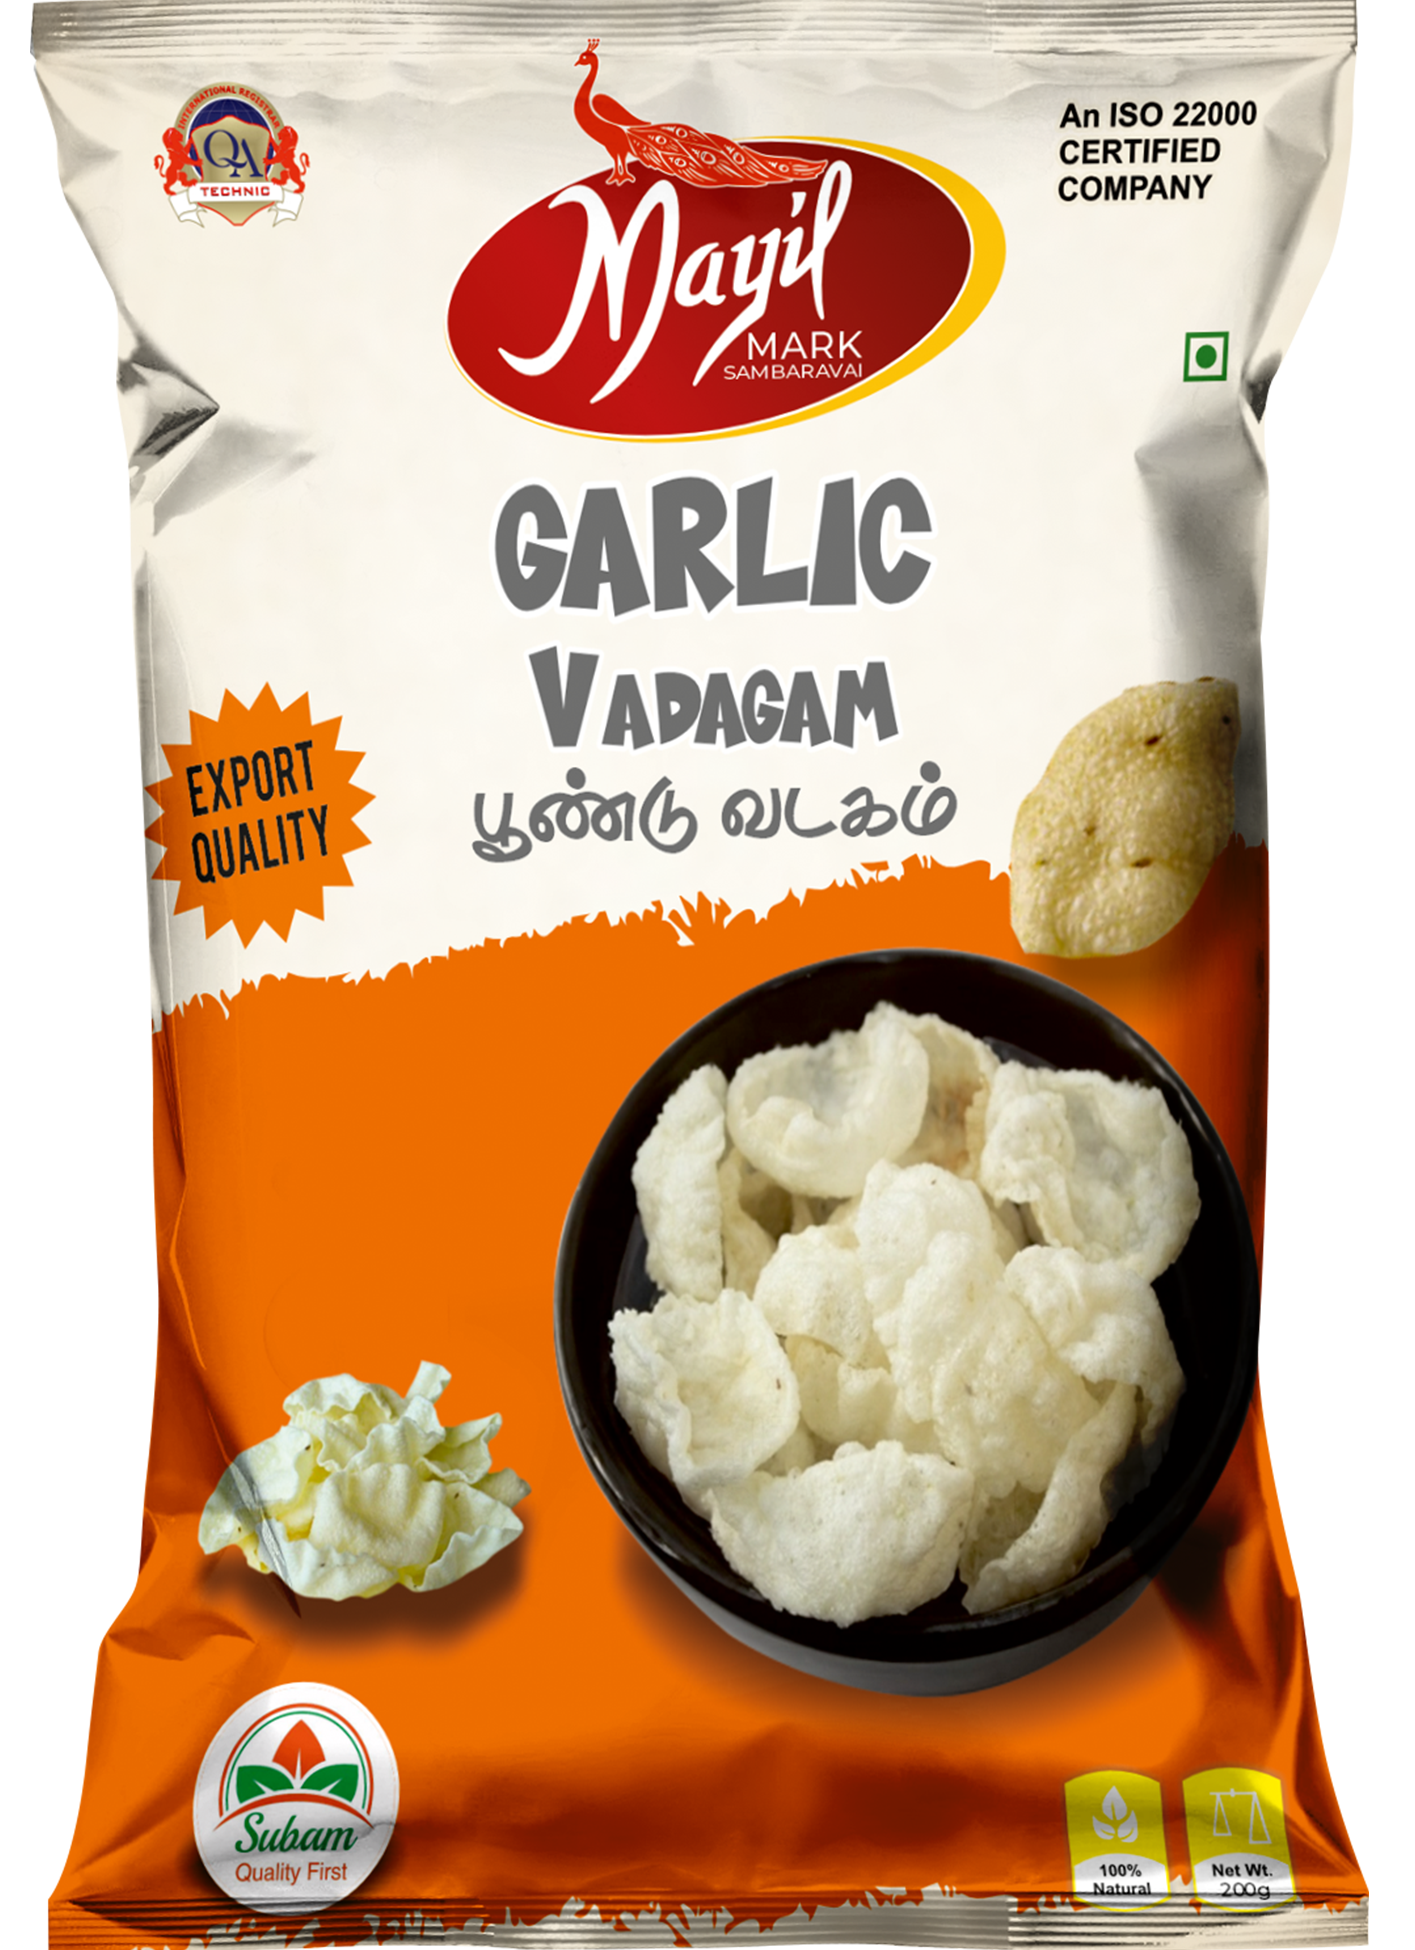 INTERNATIONAL REGISTRAR
QA
TECHNIC
Mayil
MARK
SAMBARAVAI
An ISO 22000
CERTIFIED
COMPANY
GARLIC
VADAGAM
பூண்டு வடகம்
EXPORT
QUALITY
Subam
Quality First
100%
Natural
Net Wt.
200g